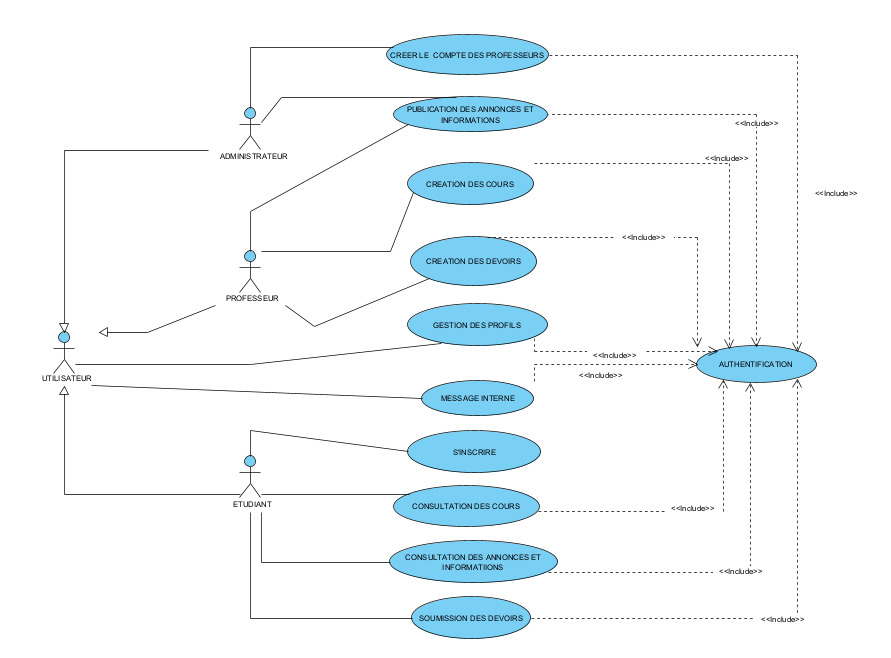 CREER LE COMPTE DES PROFESSEURS
PUBLICATION DES ANNONCES ET
INFORMATIONS
<<Include>>
ADMINISTRATEUR
<<Include>>
CREATION DES COURS
<<Include>>
<<Include>>
CREATION DES DEVOIRS
PROFESSEUR
GESTION DES PROFILS
<<Include>>
AUTHENTIFICATION
UTILISATEUR
<<Include>>
MESSAGE INTERNE
S'INSCRIRE
ETUDIANT
CONSULTATION DES COURS
<<Include>>
CONSULTATION DES ANNONCES ET
INFORMATIIONS
<<Include>>
SOUMISSION DES DEVOIRS
<<Include>>